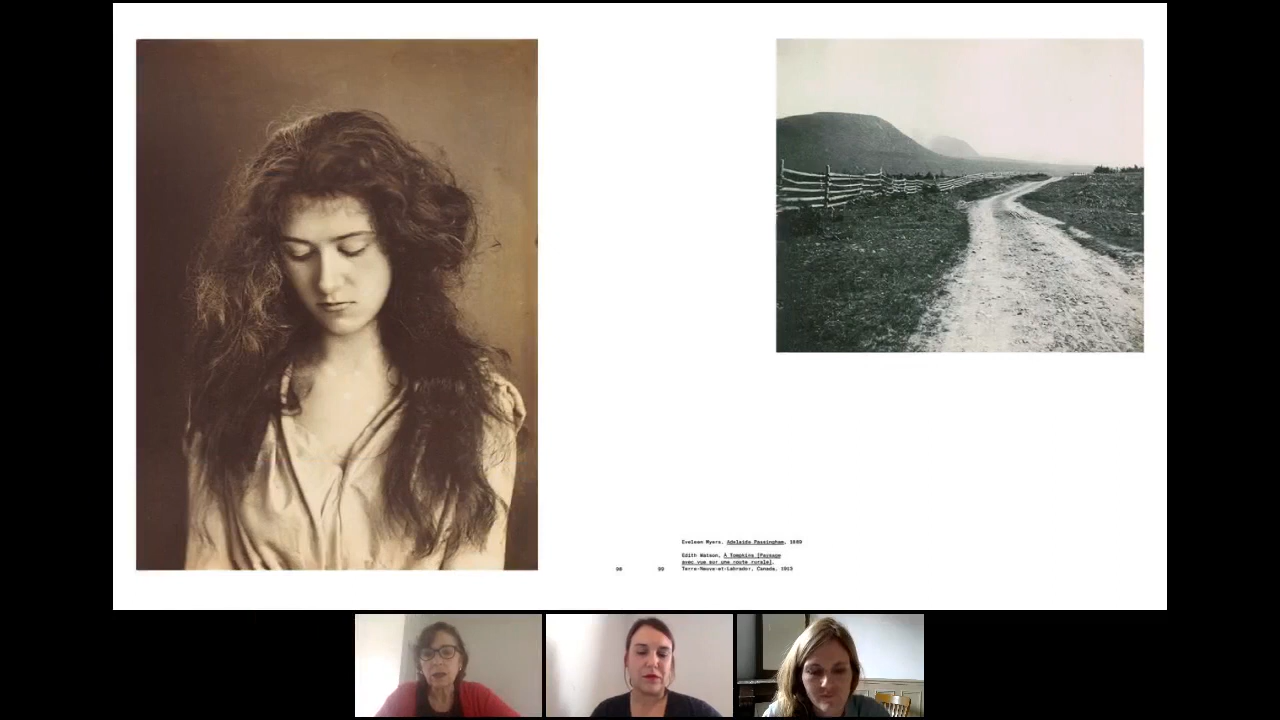 Eveleen Myers, Adelaide Passingham, 1889
Edith Watson, À Tompkins [Paysage
avec vue sur une route rurale],
98 99 Terre-Neuve-et-Labrador, Canada, 1913